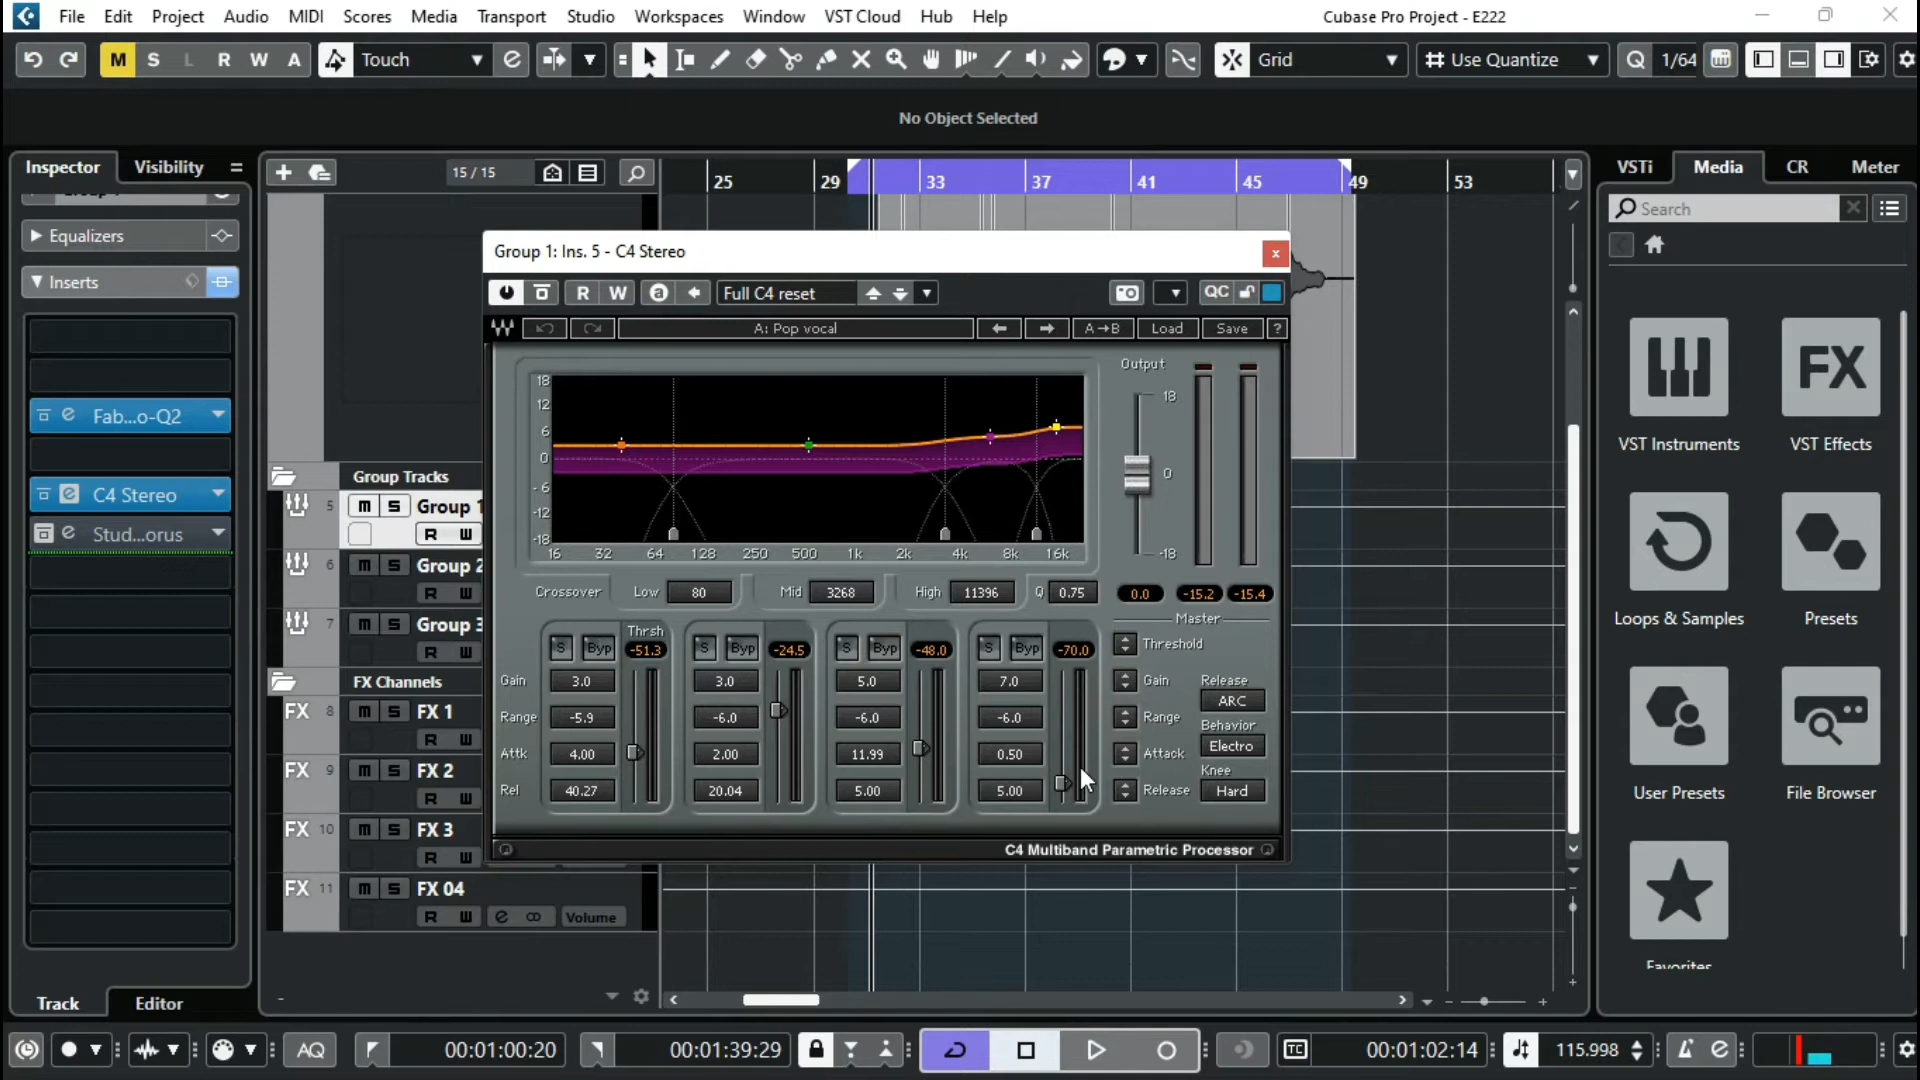 File Edit Project Audio MIDI Scores Media Transport Studio Workspaces Window VST Cloud Hub Help
Cubase Pro Project - E222
M S L R W A Touch e Grid Use Quantize Q 1/64
No Object Selected
Inspector Visibility
15 / 15
25 29 33 37 41 45 49 53
VSTi Media CR Meter
Search
Equalizers
Inserts
Fab...o-Q2
C4 Stereo
Stud...orus
Track Editor
Group Tracks
5 m S Group 1
R W
6 m S Group 2
R W
7 m S Group 3
R W
FX Channels
FX 8 m S FX 1
R W
FX 9 m S FX 2
R W
FX 10 m S FX 3
R W
FX 11 m S FX 04
R W e Volume
Group 1: Ins. 5 - C4 Stereo
x
R W a Full C4 reset QC
A: Pop vocal A→B Load Save ?
Output
18
12
6
0
-6
-12
-18
16 32 64 128 250 500 1k 2k 4k 8k 16k
18
0
-18
Crossover Low 80 Mid 3268 High 11396 Q 0.75
0.0 -15.2 -15.4
Master
Thrsh
S Byp -51.3 S Byp -24.5 S Byp -48.0 S Byp -70.0 Threshold
Gain 3.0 3.0 5.0 7.0 Gain Release
ARC
Range -5.9 -6.0 -6.0 -6.0 Range Behavior
Electro
Attk 4.00 2.00 11.99 0.50 Attack
Knee
Rel 40.27 20.04 5.00 5.00 Release Hard
C4 Multiband Parametric Processor
VST Instruments
FX
VST Effects
Loops & Samples
Presets
User Presets
File Browser
Favorites
AQ 00:01:00:20 00:01:39:29 TC 00:01:02:14 115.998 e